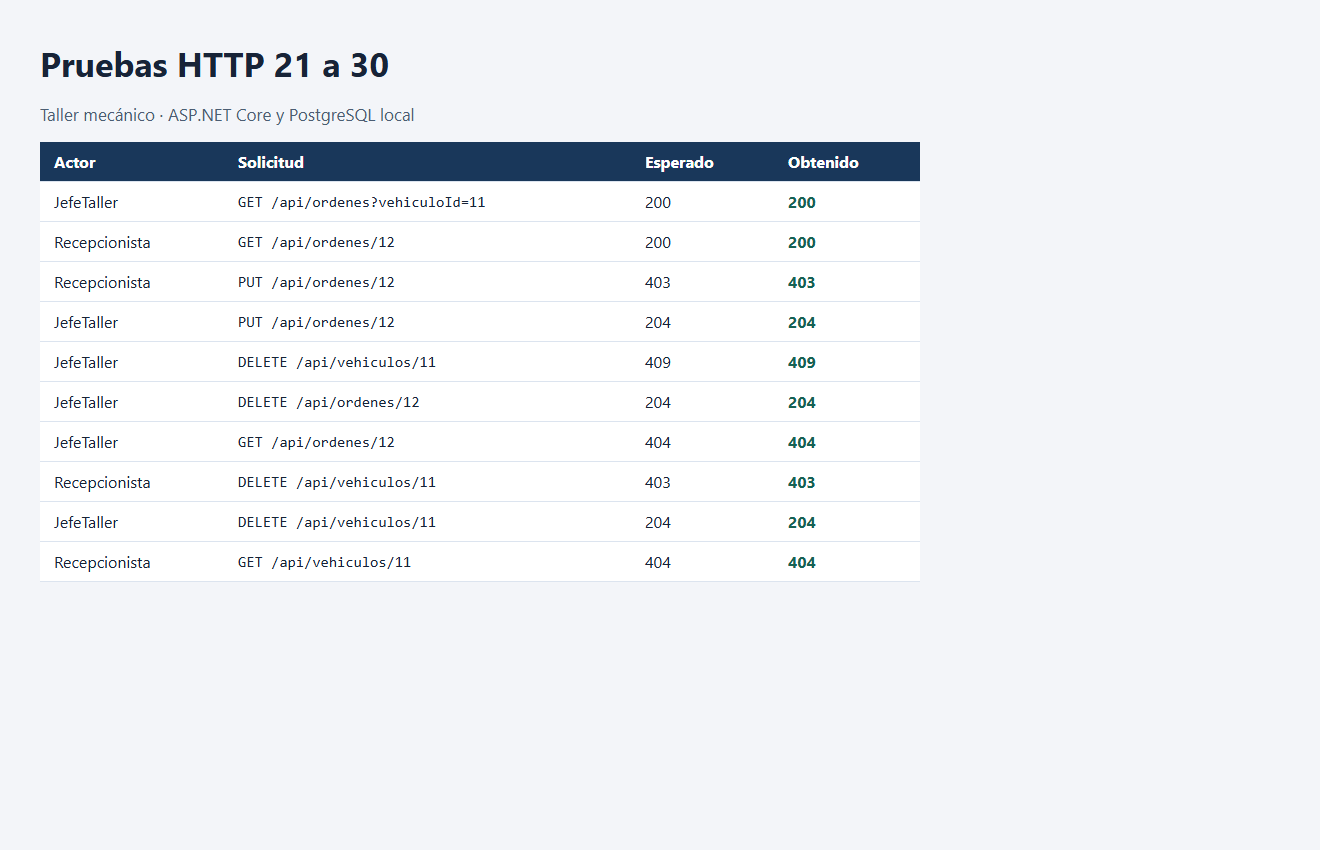 Pruebas HTTP 21 a 30
Taller mecánico · ASP.NET Core y PostgreSQL local
Actor Solicitud Esperado Obtenido
JefeTaller GET /api/ordenes?vehiculoId=11 200 200
Recepcionista GET /api/ordenes/12 200 200
Recepcionista PUT /api/ordenes/12 403 403
JefeTaller PUT /api/ordenes/12 204 204
JefeTaller DELETE /api/vehiculos/11 409 409
JefeTaller DELETE /api/ordenes/12 204 204
JefeTaller GET /api/ordenes/12 404 404
Recepcionista DELETE /api/vehiculos/11 403 403
JefeTaller DELETE /api/vehiculos/11 204 204
Recepcionista GET /api/vehiculos/11 404 404